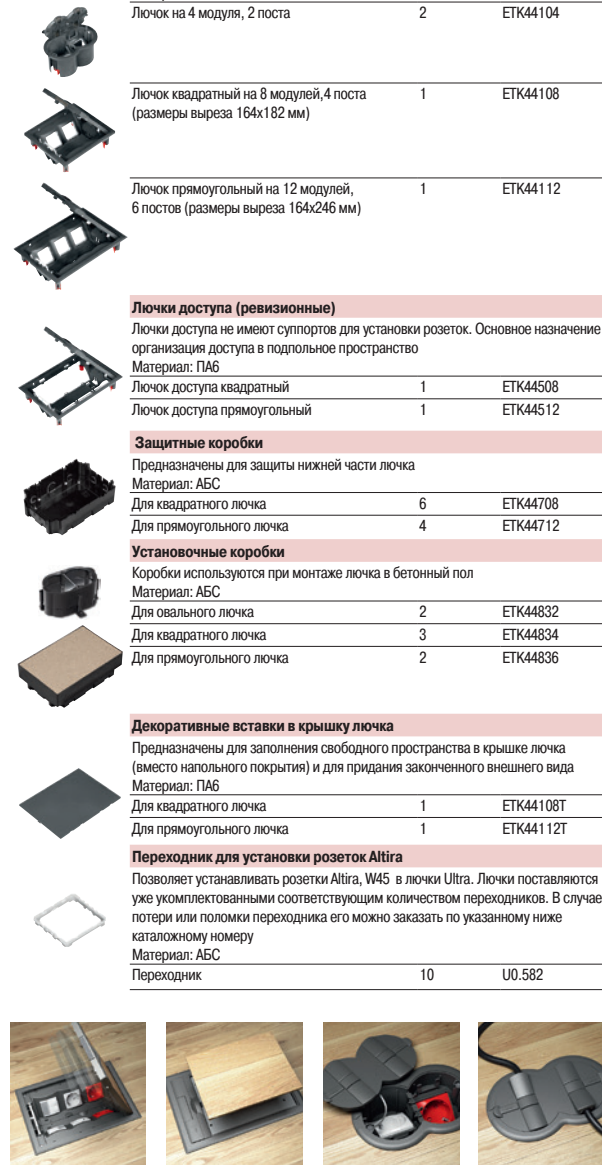 Лючок на 4 модуля, 2 поста 2 ETK44104
Лючок квадратный на 8 модулей,4 поста 1 ETK44108
(размеры выреза 164х182 мм)
Лючок прямоугольный на 12 модулей, 1 ETK44112
6 постов (размеры выреза 164х246 мм)
Лючки доступа (ревизионные)
Лючки доступа не имеют суппортов для установки розеток. Основное назначение
организация доступа в подпольное пространство
Материал: ПА6
Лючок доступа квадратный 1 ETK44508
Лючок доступа прямоугольный 1 ETK44512
Защитные коробки
Предназначены для защиты нижней части лючка
Материал: АБС
Для квадратного лючка 6 ETK44708
Для прямоугольного лючка 4 ETK44712
Установочные коробки
Коробки используются при монтаже лючка в бетонный пол
Материал: АБС
Для овального лючка 2 ETK44832
Для квадратного лючка 3 ETK44834
Для прямоугольного лючка 2 ETK44836
Декоративные вставки в крышку лючка
Предназначены для заполнения свободного пространства в крышке лючка
(вместо напольного покрытия) и для придания законченного внешнего вида
Материал: ПА6
Для квадратного лючка 1 ETK44108T
Для прямоугольного лючка 1 ETK44112T
Переходник для установки розеток Altira
Позволяет устанавливать розетки Altira, W45 в лючки Ultra. Лючки поставляются
уже укомплектованными соответствующим количеством переходников. В случае
потери или поломки переходника его можно заказать по указанному ниже
каталожному номеру
Материал: АБС
Переходник 10 U0.582